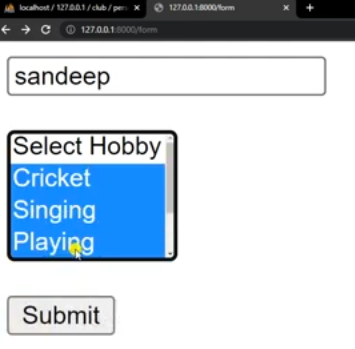 localhost / 127.0.0.1 / club / pers
127.0.0.1:8000/form
127.0.0.1:8000/form
sandeep
Select Hobby
Cricket
Singing
Playing
Submit